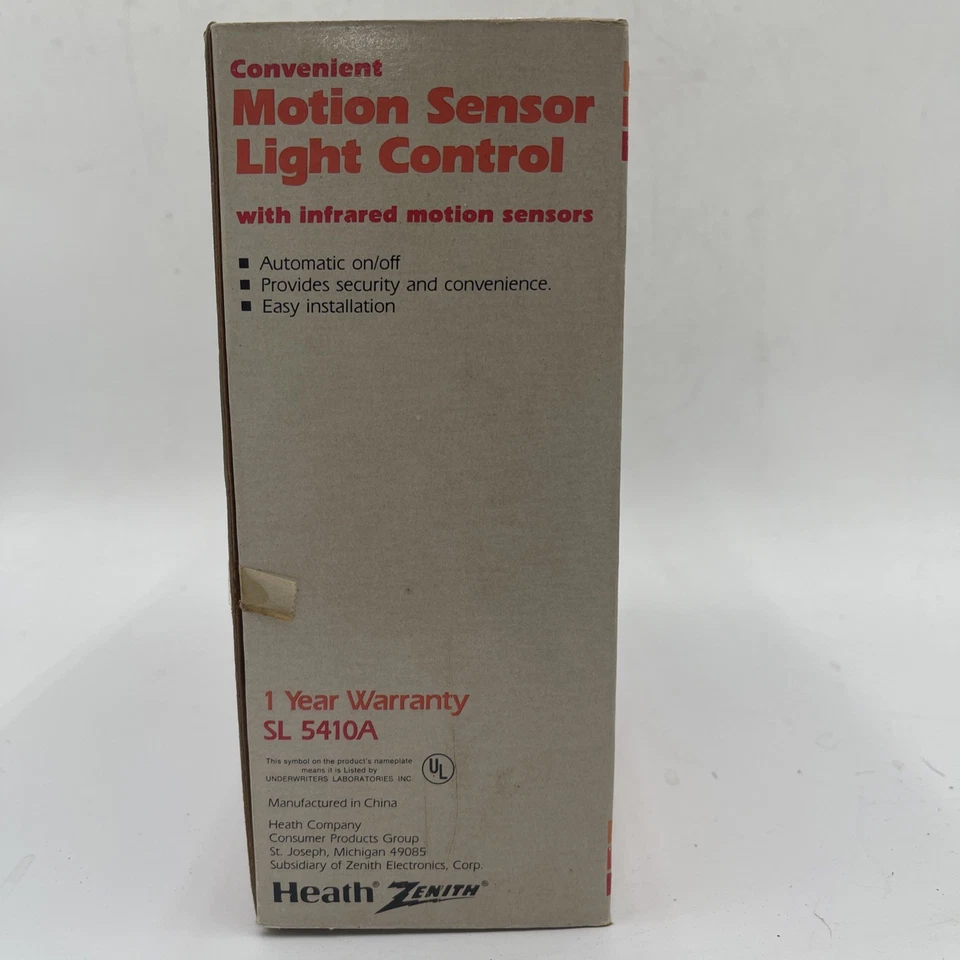 Convenient
Motion Sensor
Light Control
with infrared motion sensors
■ Automatic on/off
■ Provides security and convenience.
■ Easy installation
1 Year Warranty
SL 5410A
This symbol on the product's nameplate
means it is Listed by
UNDERWRITERS LABORATORIES INC.
UL
Manufactured in China
Heath Company
Consumer Products Group
St. Joseph, Michigan 49085
Subsidiary of Zenith Electronics, Corp.
Heath® ZENITH®